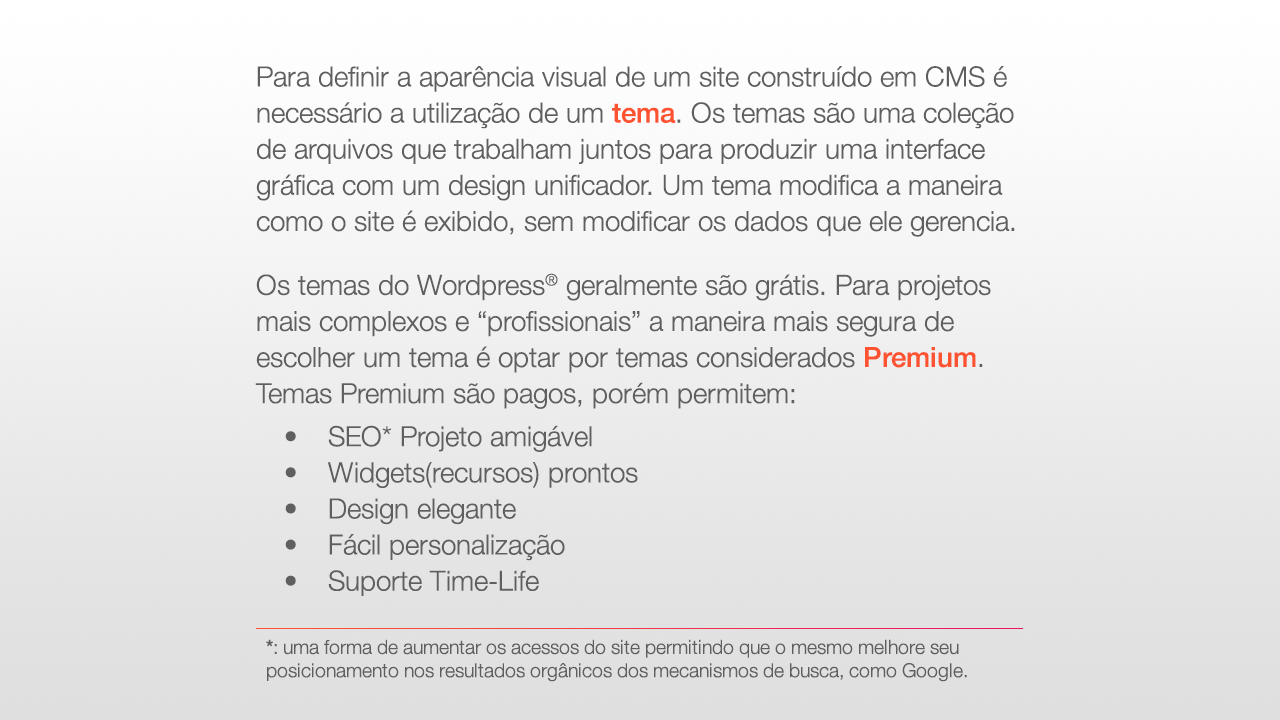 Para definir a aparência visual de um site construído em CMS é
necessário a utilização de um tema. Os temas são uma coleção
de arquivos que trabalham juntos para produzir uma interface
gráfica com um design unificador. Um tema modifica a maneira
como o site é exibido, sem modificar os dados que ele gerencia.
Os temas do Wordpress® geralmente são grátis. Para projetos
mais complexos e “profissionais” a maneira mais segura de
escolher um tema é optar por temas considerados Premium.
Temas Premium são pagos, porém permitem:
• SEO* Projeto amigável
• Widgets(recursos) prontos
• Design elegante
• Fácil personalização
• Suporte Time-Life
*: uma forma de aumentar os acessos do site permitindo que o mesmo melhore seu
posicionamento nos resultados orgânicos dos mecanismos de busca, como Google.